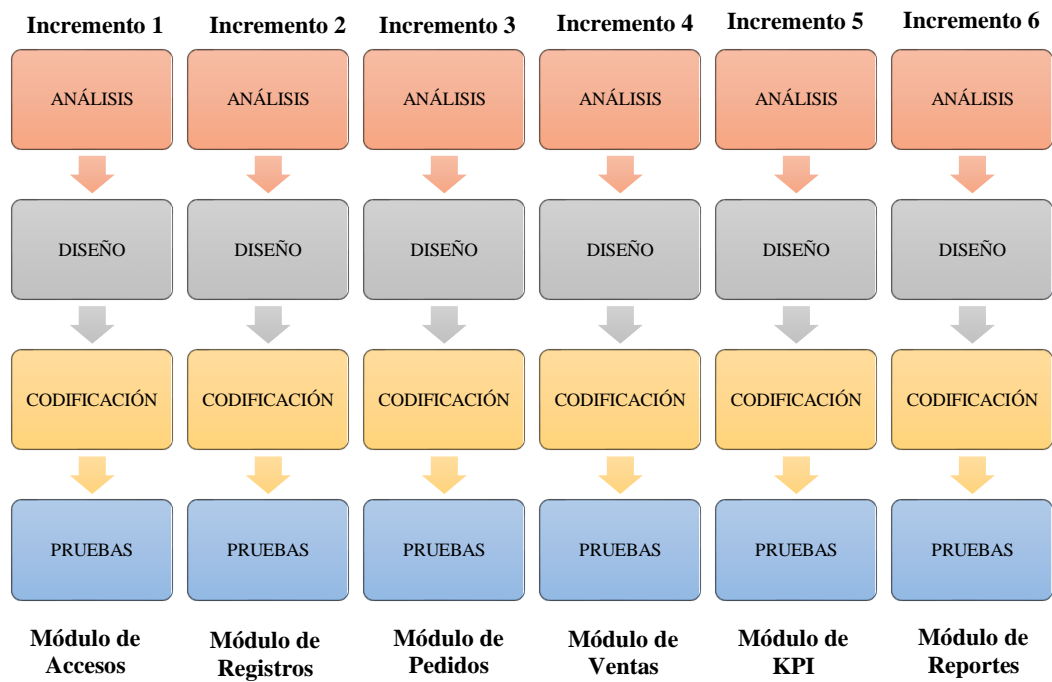 Incremento 1
Incremento 2
Incremento 3
Incremento 4
Incremento 5
Incremento 6
ANÁLISIS
ANÁLISIS
ANÁLISIS
ANÁLISIS
ANÁLISIS
ANÁLISIS
DISEÑO
DISEÑO
DISEÑO
DISEÑO
DISEÑO
DISEÑO
CODIFICACIÓN
CODIFICACIÓN
CODIFICACIÓN
CODIFICACIÓN
CODIFICACIÓN
CODIFICACIÓN
PRUEBAS
PRUEBAS
PRUEBAS
PRUEBAS
PRUEBAS
PRUEBAS
Módulo de
Accesos
Módulo de
Registros
Módulo de
Pedidos
Módulo de
Ventas
Módulo de
KPI
Módulo de
Reportes